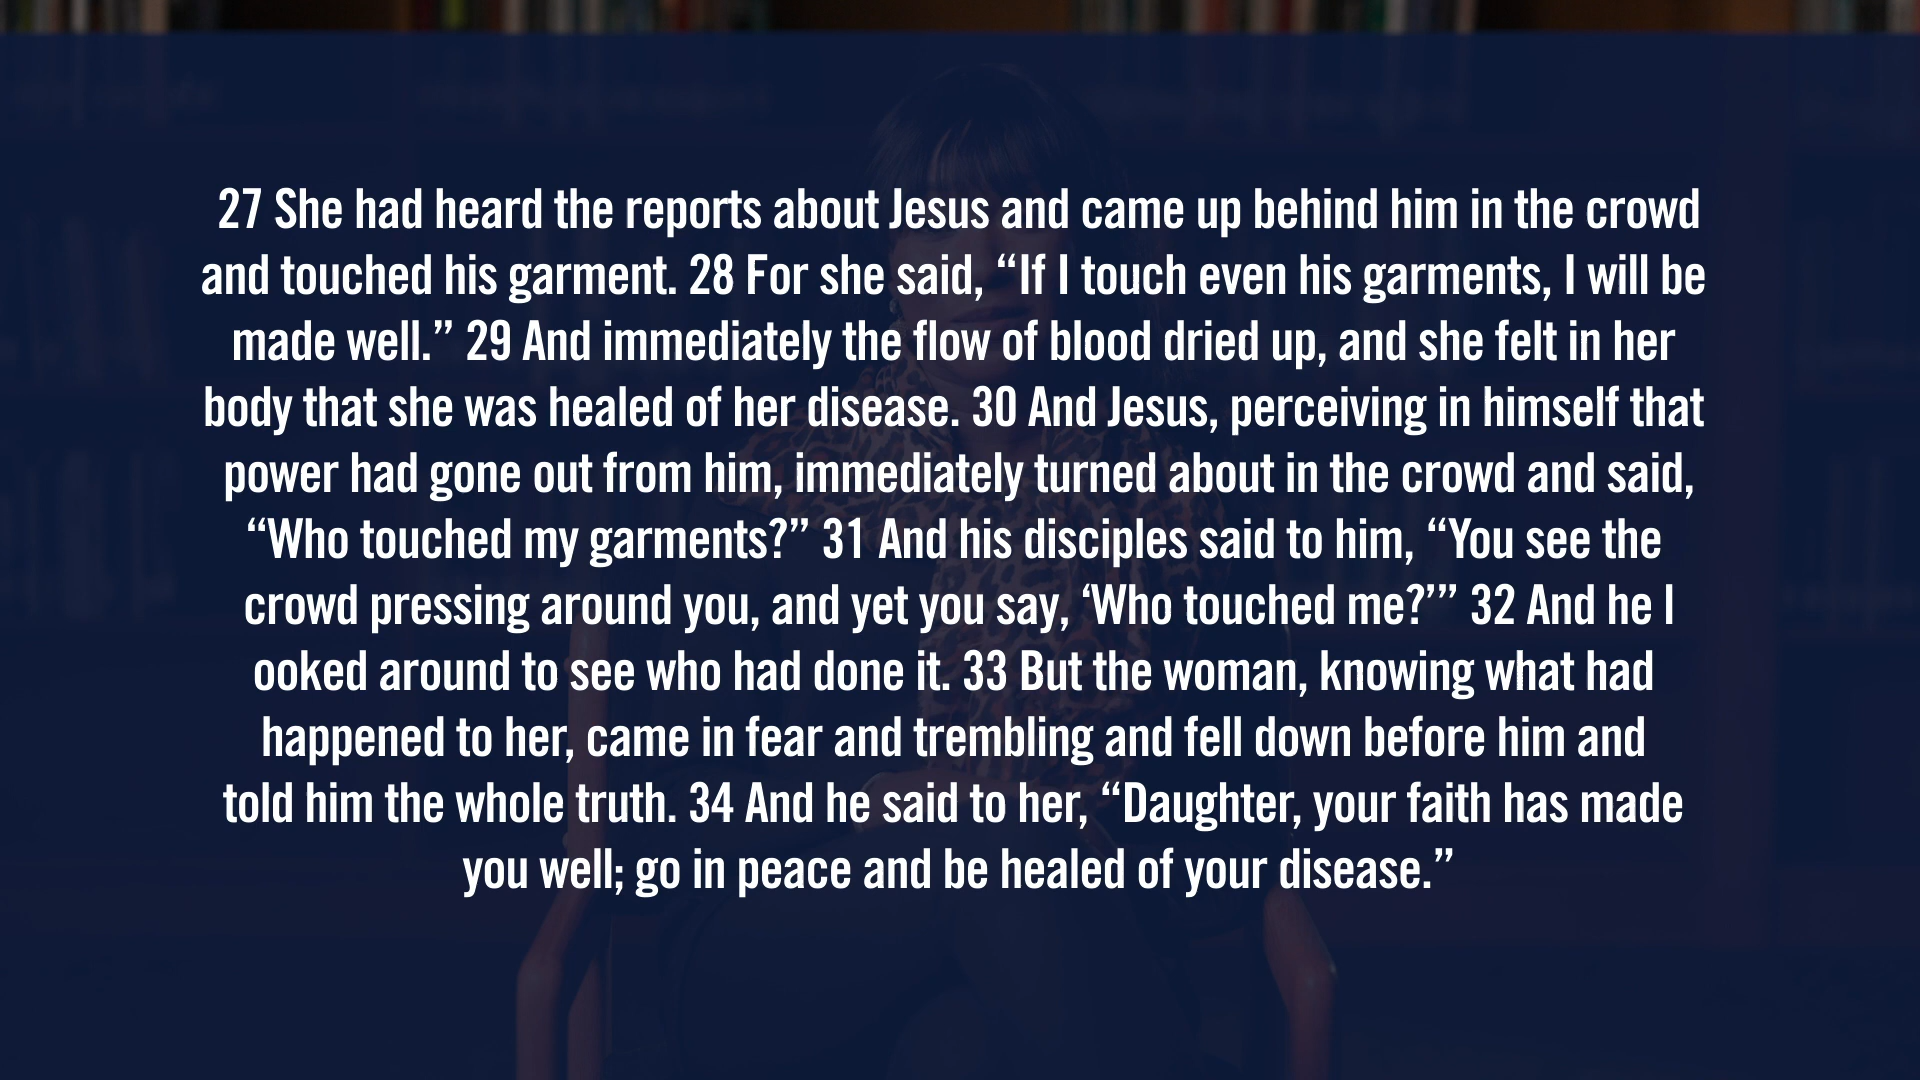 27 She had heard the reports about Jesus and came up behind him in the crowd
and touched his garment. 28 For she said, “If I touch even his garments, I will be
made well.” 29 And immediately the flow of blood dried up, and she felt in her
body that she was healed of her disease. 30 And Jesus, perceiving in himself that
power had gone out from him, immediately turned about in the crowd and said,
“Who touched my garments?” 31 And his disciples said to him, “You see the
crowd pressing around you, and yet you say, ‘Who touched me?’” 32 And he l
ooked around to see who had done it. 33 But the woman, knowing what had
happened to her, came in fear and trembling and fell down before him and
told him the whole truth. 34 And he said to her, “Daughter, your faith has made
you well; go in peace and be healed of your disease.”